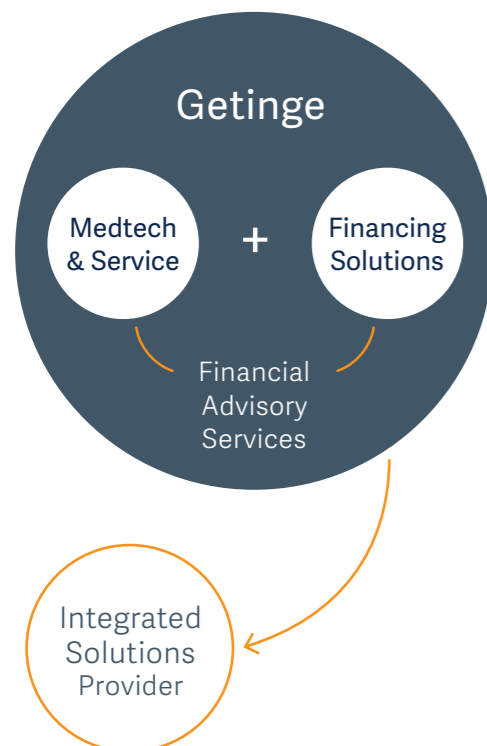 Getinge
Medtech
& Service
+
Financing
Solutions
Financial
Advisory
Services
Integrated
Solutions
Provider